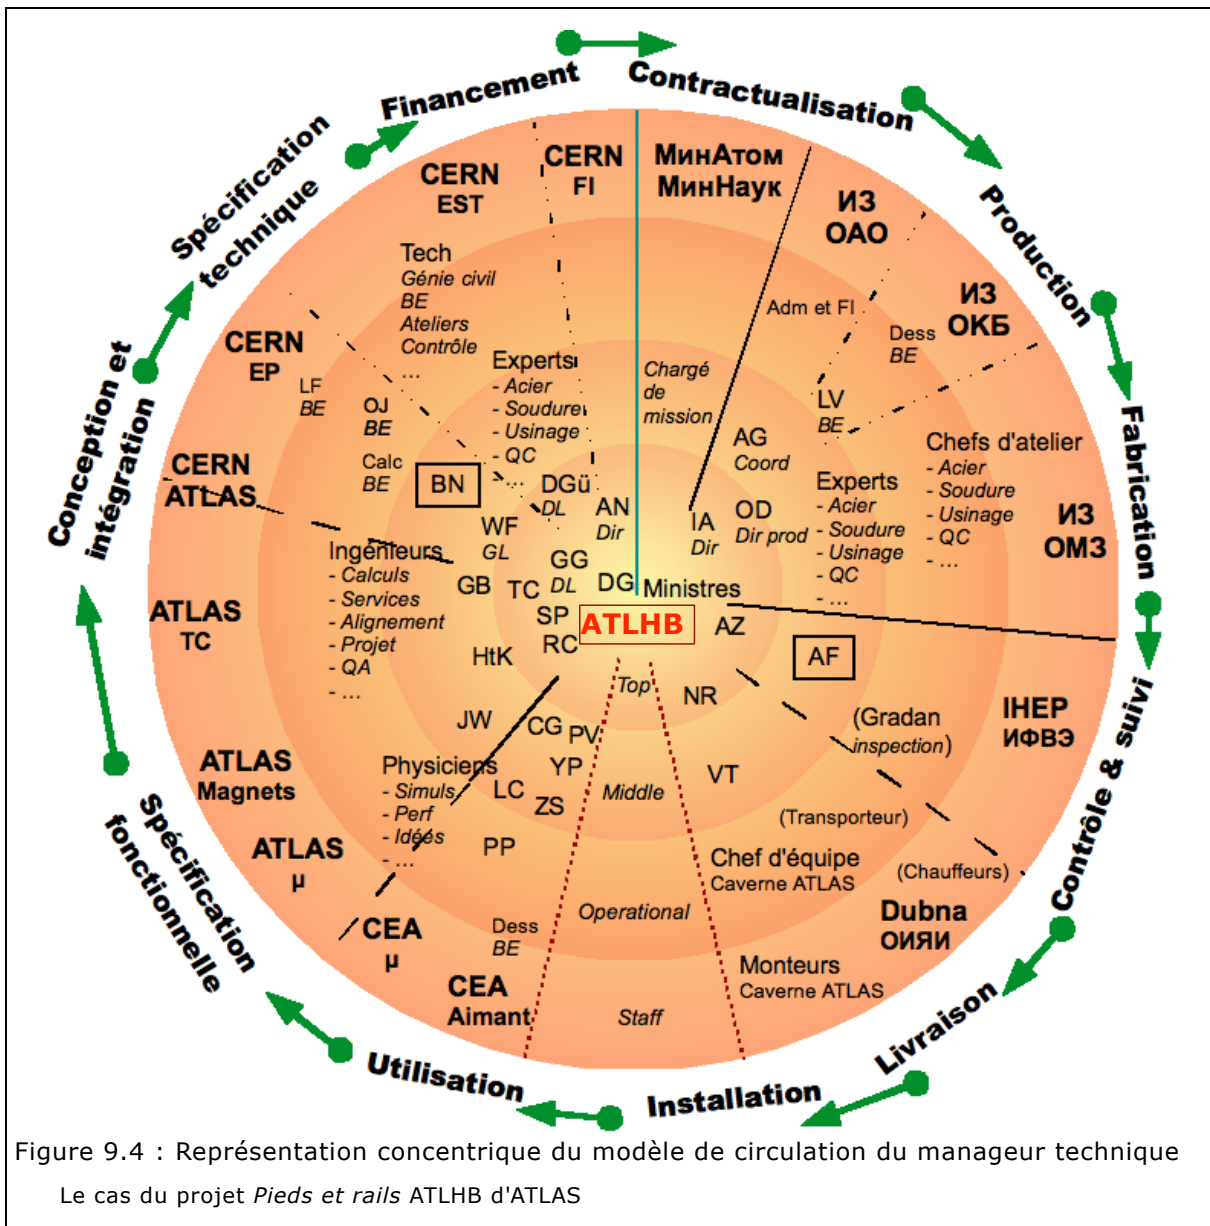 Financement
Contractualisation
Spécification
technique
Production
Conception et
intégration
Fabrication
Contrôle & suivi
Spécification
fonctionnelle
Livraison
Utilisation
Installation
CERN
EST
CERN
FI
МинАтом
МинНаук
ИЗ
ОАО
Tech
Génie civil
BE
Ateliers
Contrôle
...
Adm et FI
ИЗ
ОКБ
Dess
BE
CERN
EP
LF
BE
OJ
BE
Calc
BE
BN
Experts
- Acier
- Soudure
- Usinage
- QC
- ...
Chargé
de
mission
LV
BE
AG
Coord
Chefs d'atelier
- Acier
- Soudure
- Usinage
- QC
- ...
CERN
ATLAS
DGü
DL
AN
Dir
WF
GL
IA
Dir
OD
Dir prod
Experts
- Acier
- Soudure
- Usinage
- QC
- ...
ИЗ
ОМЗ
Ingénieurs
- Calculs
- Services
- Alignement
- Projet
- QA
- ...
GG
DL
GB
TC
DG
Ministres
ATLAS
TC
SP
RC
ATLHB
AZ
AF
HtK
Top
NR
JW
CG
PV
(Gradan
inspection)
IHEP
ИФВЭ
ATLAS
Magnets
Physiciens
- Simuls
- Perf
- Idéés
- ...
YP
LC
ZS
Middle
VT
(Transporteur)
ATLAS
µ
PP
Chef d'équipe
Caverne ATLAS
(Chauffeurs)
CEA
µ
Dess
BE
Operational
Dubna
ОИЯИ
CEA
Aimant
Staff
Monteurs
Caverne ATLAS
Figure 9.4 : Représentation concentrique du modèle de circulation du manageur technique
Le cas du projet Pieds et rails ATLHB d'ATLAS